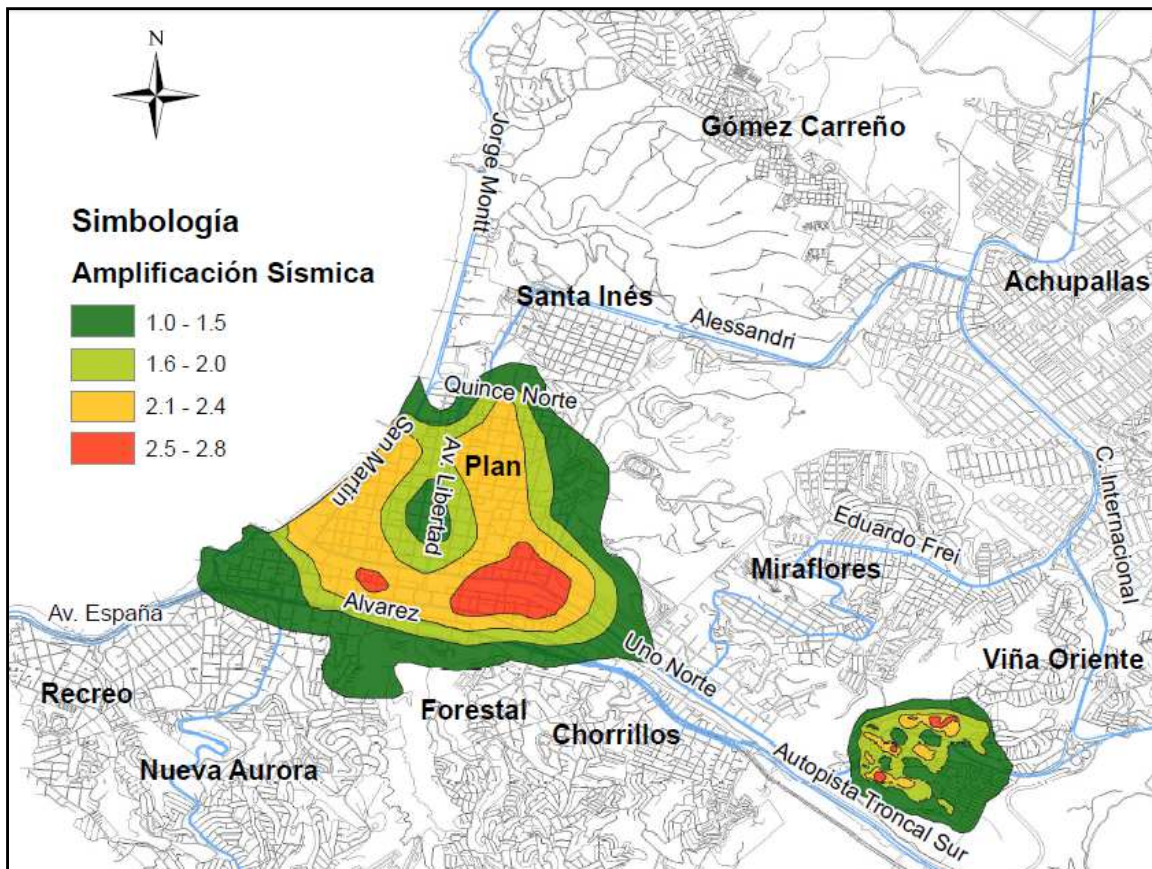 N
Simbología
Amplificación Sísmica
1.0 - 1.5
1.6 - 2.0
2.1 - 2.4
2.5 - 2.8
Jorge Montt
Gómez Carreño
Achupallas
Santa Inés
Alessandri
Quince Norte
San Martín
Av. Libertad
Plan
C. Internacional
Eduardo Frei
Miraflores
Alvarez
Av. España
Uno Norte
Viña Oriente
Recreo
Forestal
Chorrillos
Nueva Aurora
Autopista Troncal Sur